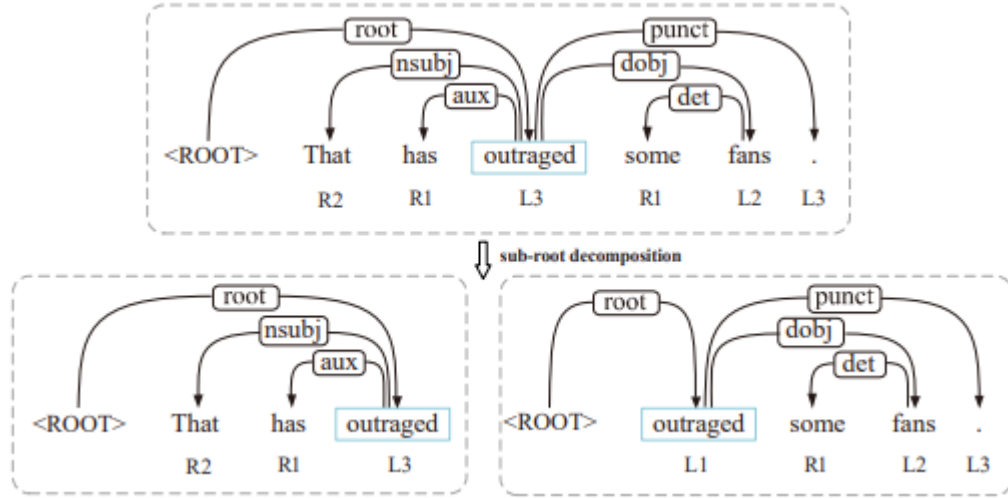 root punct
nsubj dobj
aux det
<ROOT> That has outraged some fans .
R2 R1 L3 R1 L2 L3
sub-root decomposition
root
nsubj
aux
<ROOT> That has outraged
R2 R1 L3
root punct
dobj
det
<ROOT> outraged some fans .
L1 R1 L2 L3